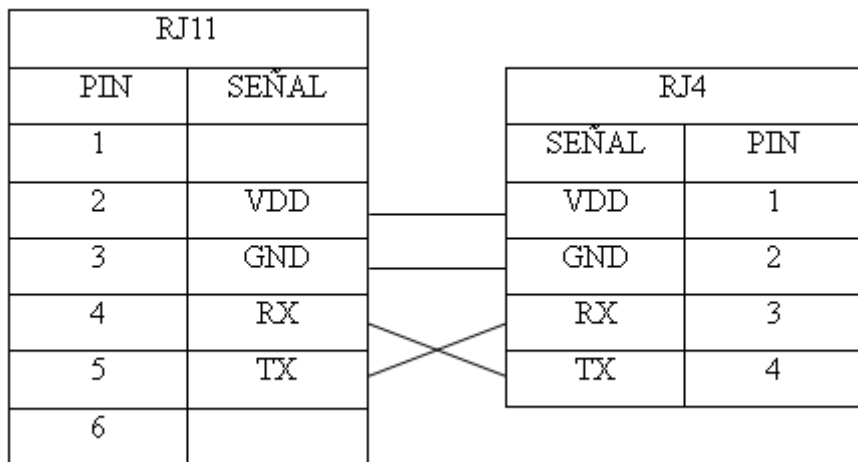 RJ11
PIN SEÑAL
1
2 VDD
3 GND
4 RX
5 TX
6
RJ4
SEÑAL PIN
VDD 1
GND 2
RX 3
TX 4